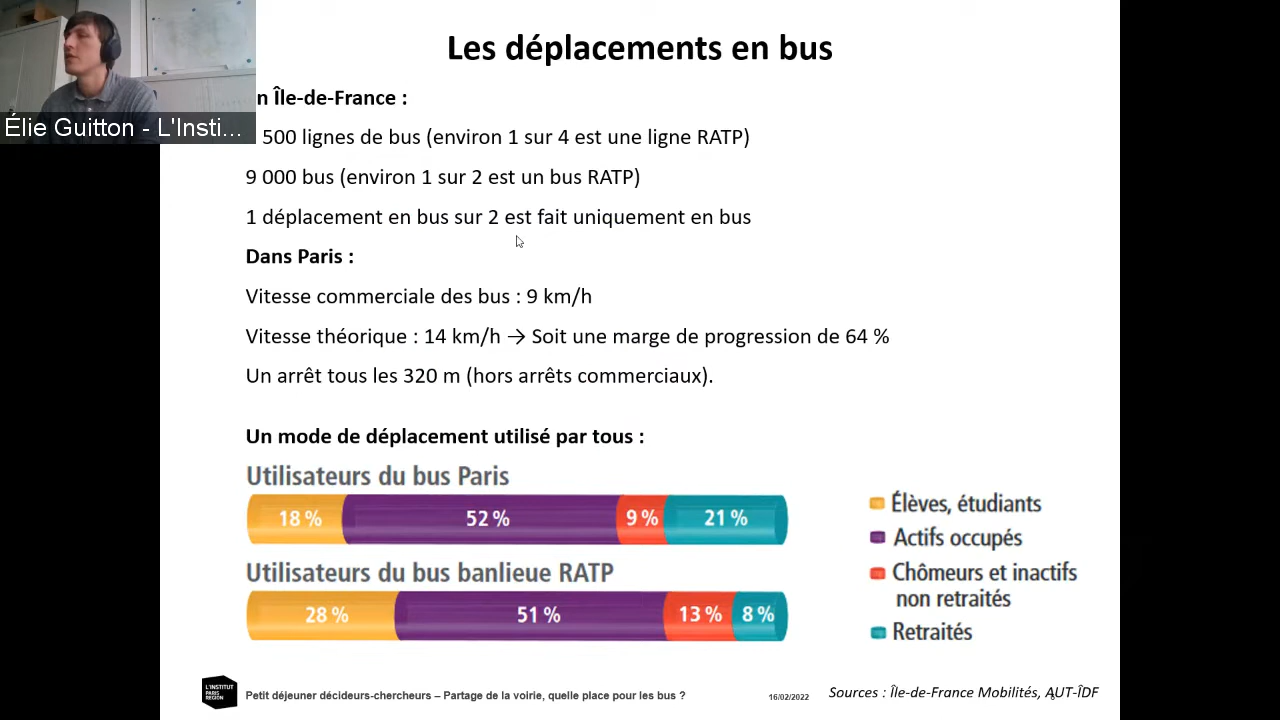 Les déplacements en bus
n Île-de-France :
Élie Guitton - L'Insti...
500 lignes de bus (environ 1 sur 4 est une ligne RATP)
9 000 bus (environ 1 sur 2 est un bus RATP)
1 déplacement en bus sur 2 est fait uniquement en bus
Dans Paris :
Vitesse commerciale des bus : 9 km/h
Vitesse théorique : 14 km/h → Soit une marge de progression de 64 %
Un arrêt tous les 320 m (hors arrêts commerciaux).
Un mode de déplacement utilisé par tous :
Utilisateurs du bus Paris
18 % 52 % 9 % 21 %
Utilisateurs du bus banlieue RATP
28 % 51 % 13 % 8 %
Élèves, étudiants
Actifs occupés
Chômeurs et inactifs
non retraités
Retraités
L'INSTITUT
PARIS
REGION
Petit déjeuner décideurs-chercheurs – Partage de la voirie, quelle place pour les bus ?
16/02/2022
Sources : Île-de-France Mobilités, AUT-ÎDF